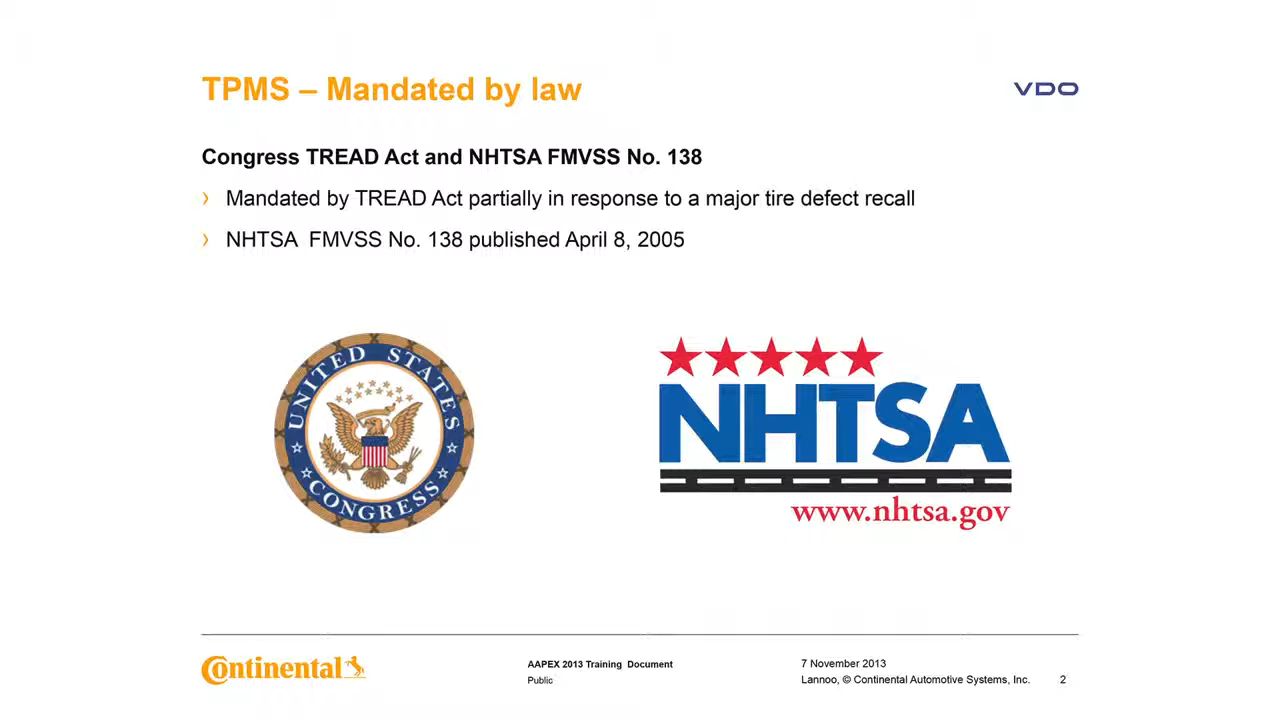 TPMS – Mandated by law
VDO
Congress TREAD Act and NHTSA FMVSS No. 138
› Mandated by TREAD Act partially in response to a major tire defect recall
› NHTSA FMVSS No. 138 published April 8, 2005
UNITED STATES
CONGRESS
NHTSA
www.nhtsa.gov
Continental
AAPEX 2013 Training Document
Public
7 November 2013
Lannoo, © Continental Automotive Systems, Inc.
2